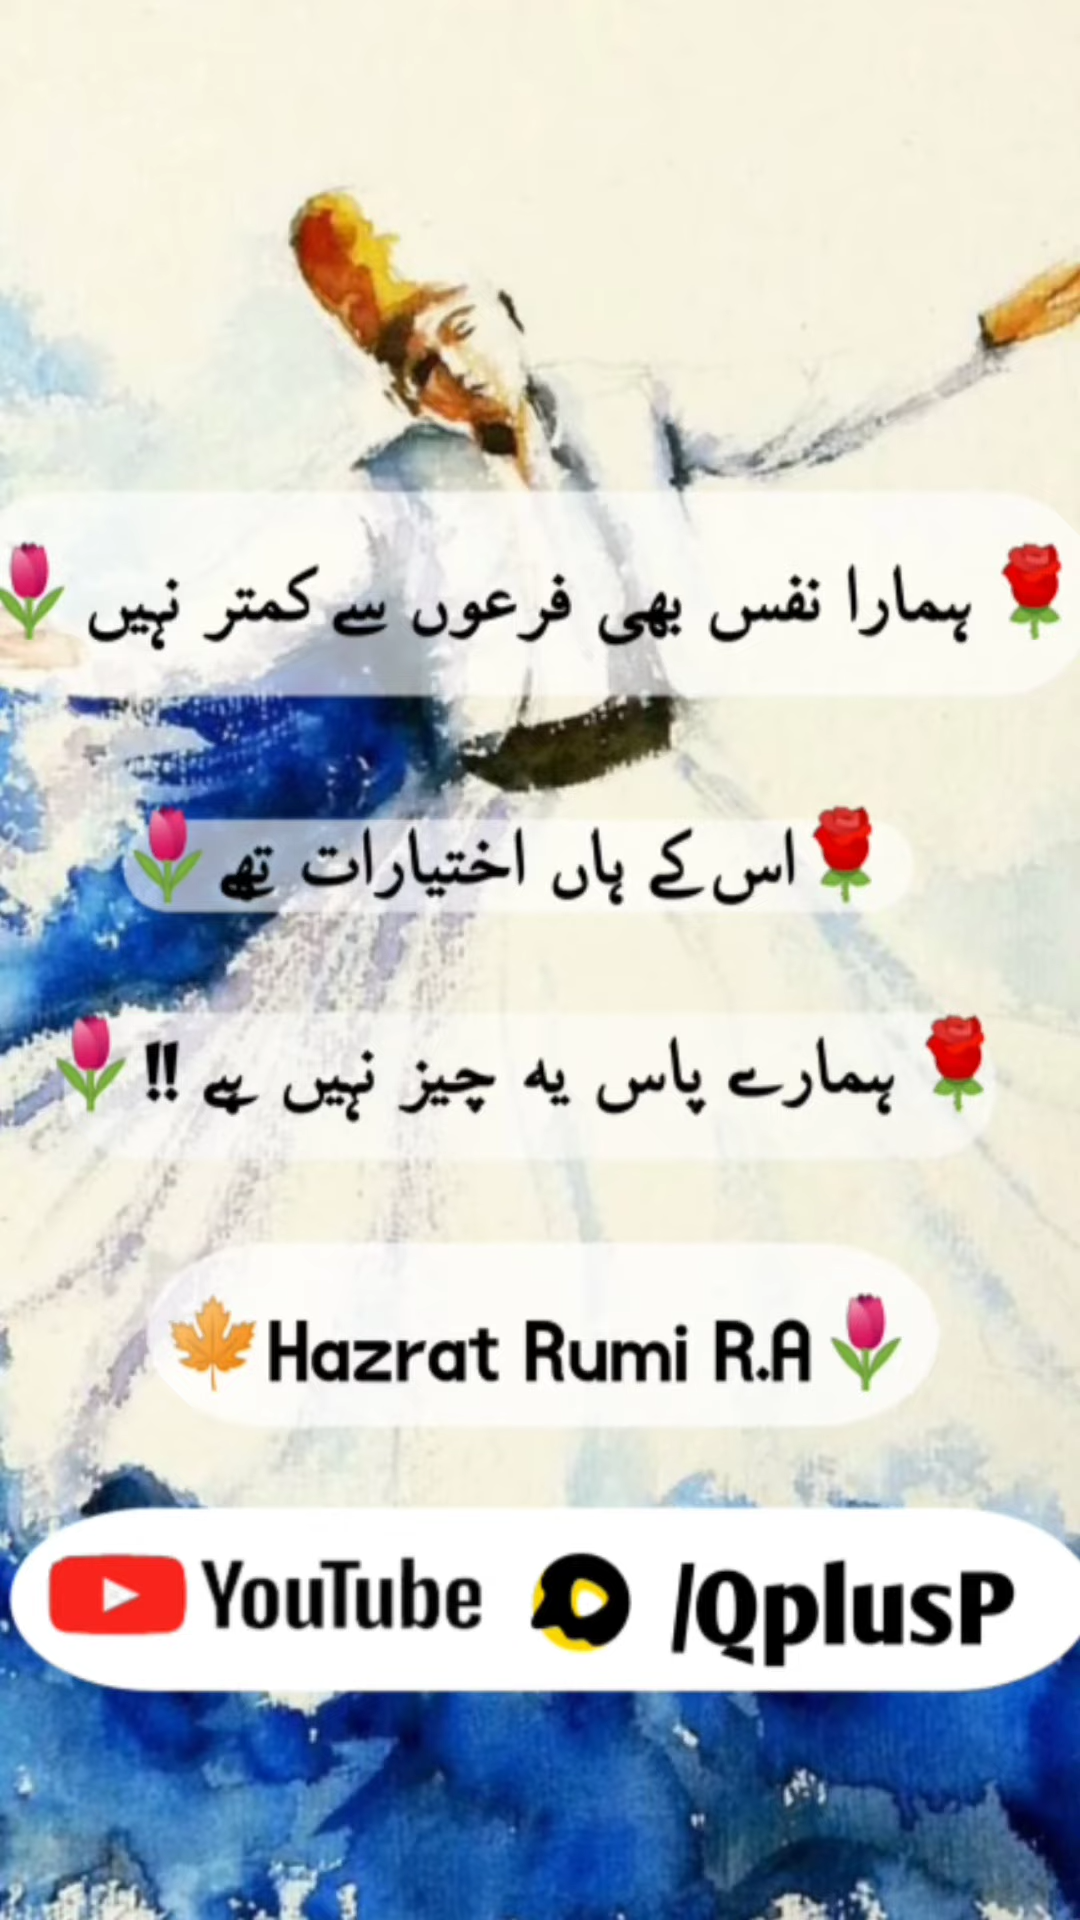 🌹 ہمارا نفس بھی فرعوں سے کمتر نہیں 🌷
🌹اس کے ہاں اختیارات تھے 🌷
🌹 ہمارے پاس یہ چیز نہیں ہے !! 🌷
🍁Hazrat Rumi R.A 🌷
YouTube /QplusP